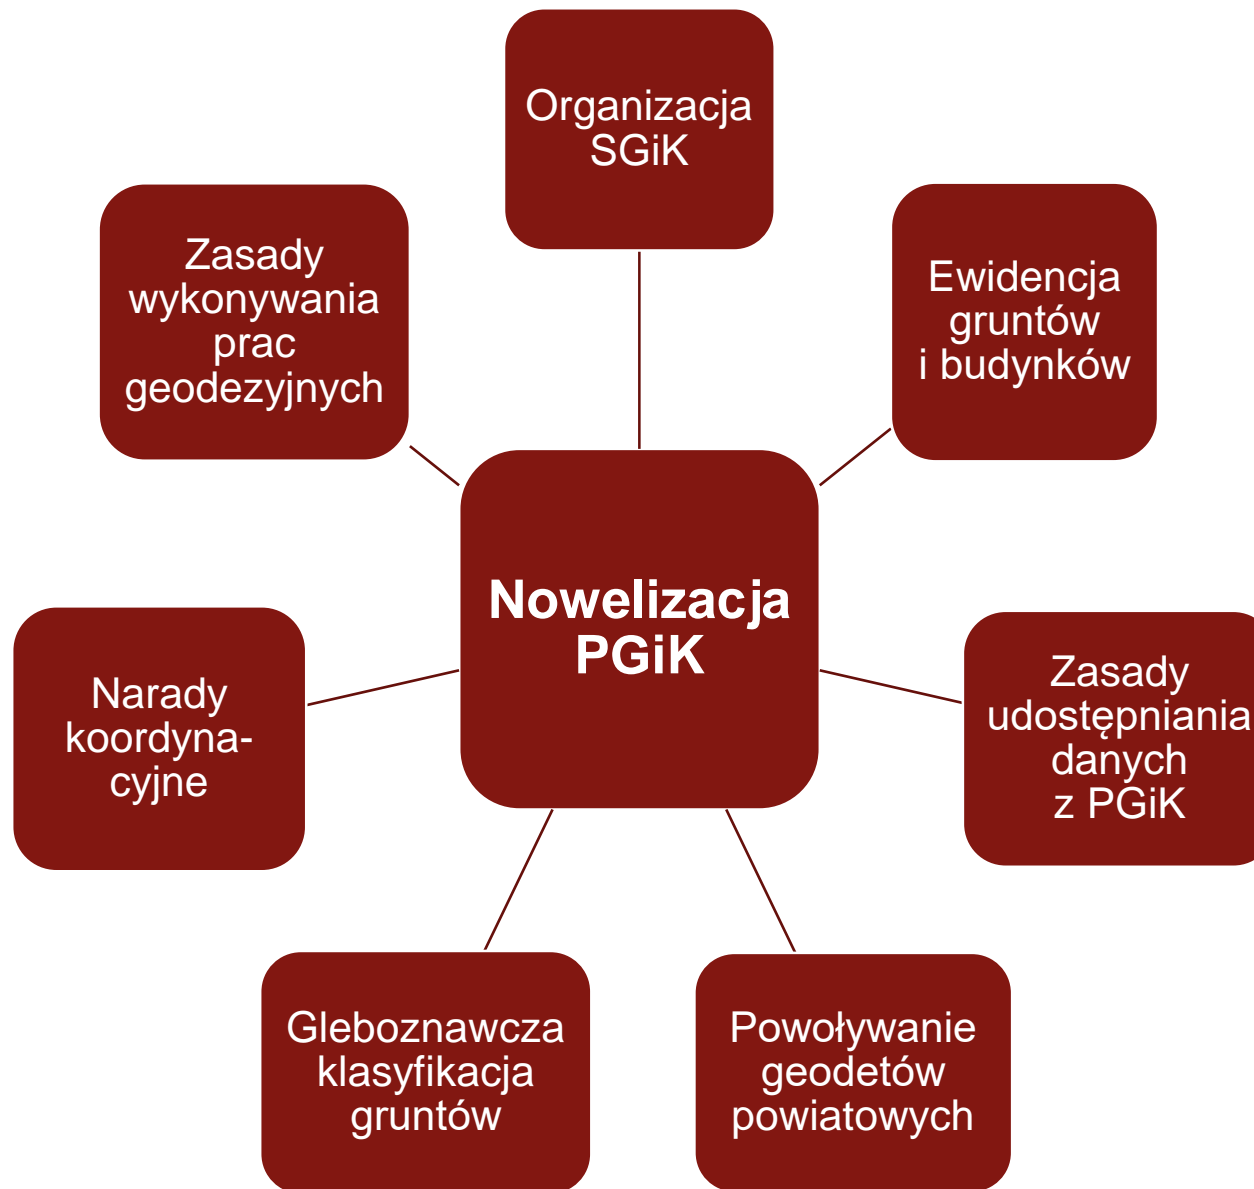 Organizacja
SGiK
Ewidencja
gruntów
i budynków
Zasady
udostępniania
danych
z PGiK
Powoływanie
geodetów
powiatowych
Gleboznawcza
klasyfikacja
gruntów
Narady
koordyna-
cyjne
Zasady
wykonywania
prac
geodezyjnych
Nowelizacja
PGiK